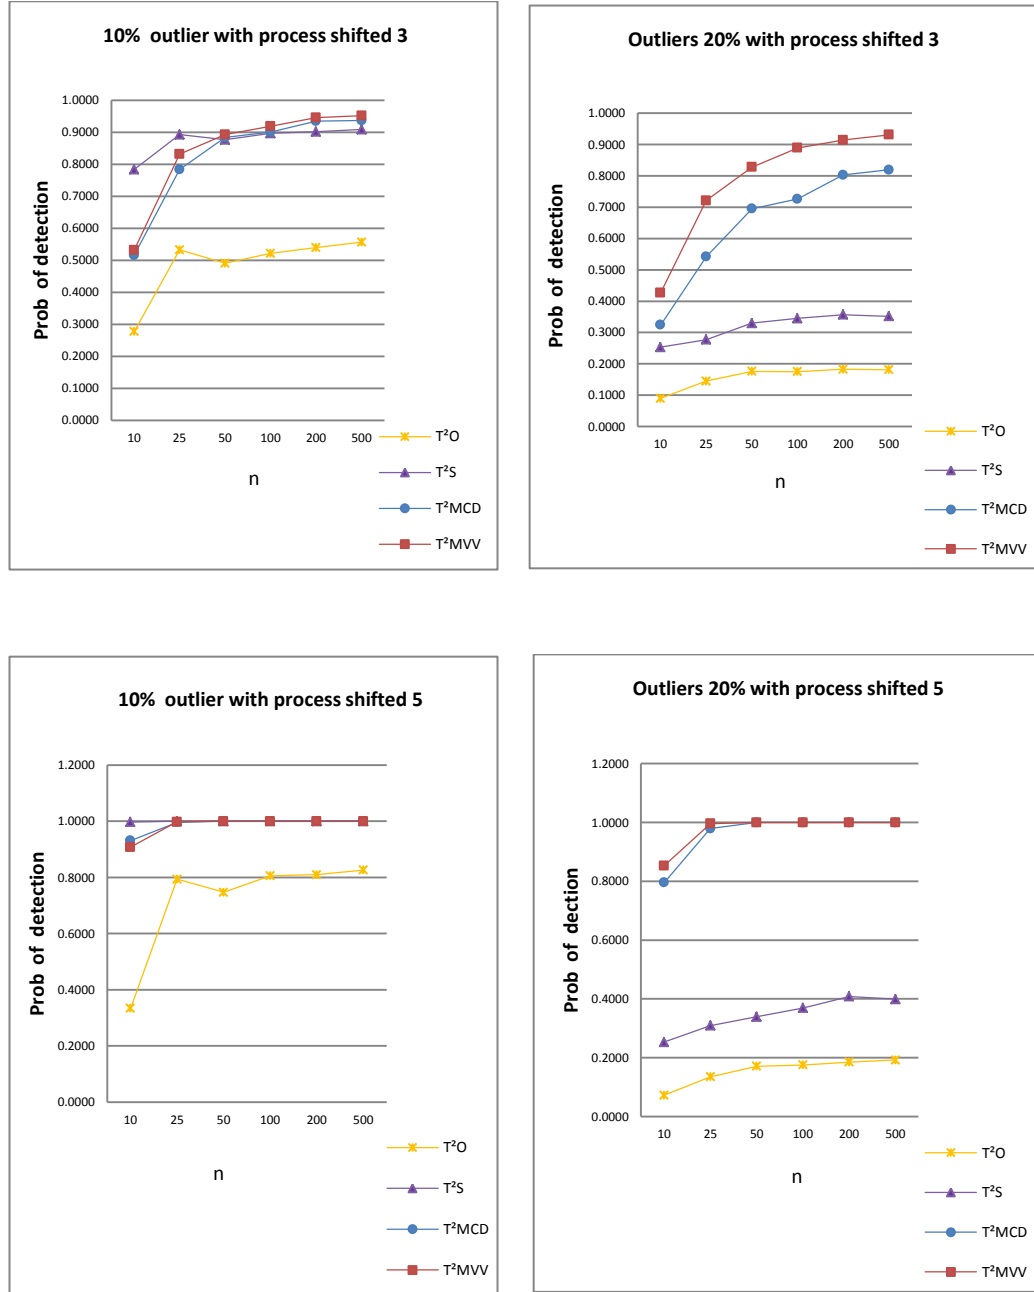 10% outlier with process shifted 3
Prob of detection
1.0000
0.9000
0.8000
0.7000
0.6000
0.5000
0.4000
0.3000
0.2000
0.1000
0.0000
10 25 50 100 200 500
n
T²O
T²S
T²MCD
T²MVV
Outliers 20% with process shifted 3
Prob of detection
1.0000
0.9000
0.8000
0.7000
0.6000
0.5000
0.4000
0.3000
0.2000
0.1000
0.0000
10 25 50 100 200 500
n
T²O
T²S
T²MCD
T²MVV
10% outlier with process shifted 5
Prob of detection
1.2000
1.0000
0.8000
0.6000
0.4000
0.2000
0.0000
10 25 50 100 200 500
n
T²O
T²S
T²MCD
T²MVV
Outliers 20% with process shifted 5
Prob of dection
1.2000
1.0000
0.8000
0.6000
0.4000
0.2000
0.0000
10 25 50 100 200 500
n
T²O
T²S
T²MCD
T²MVV